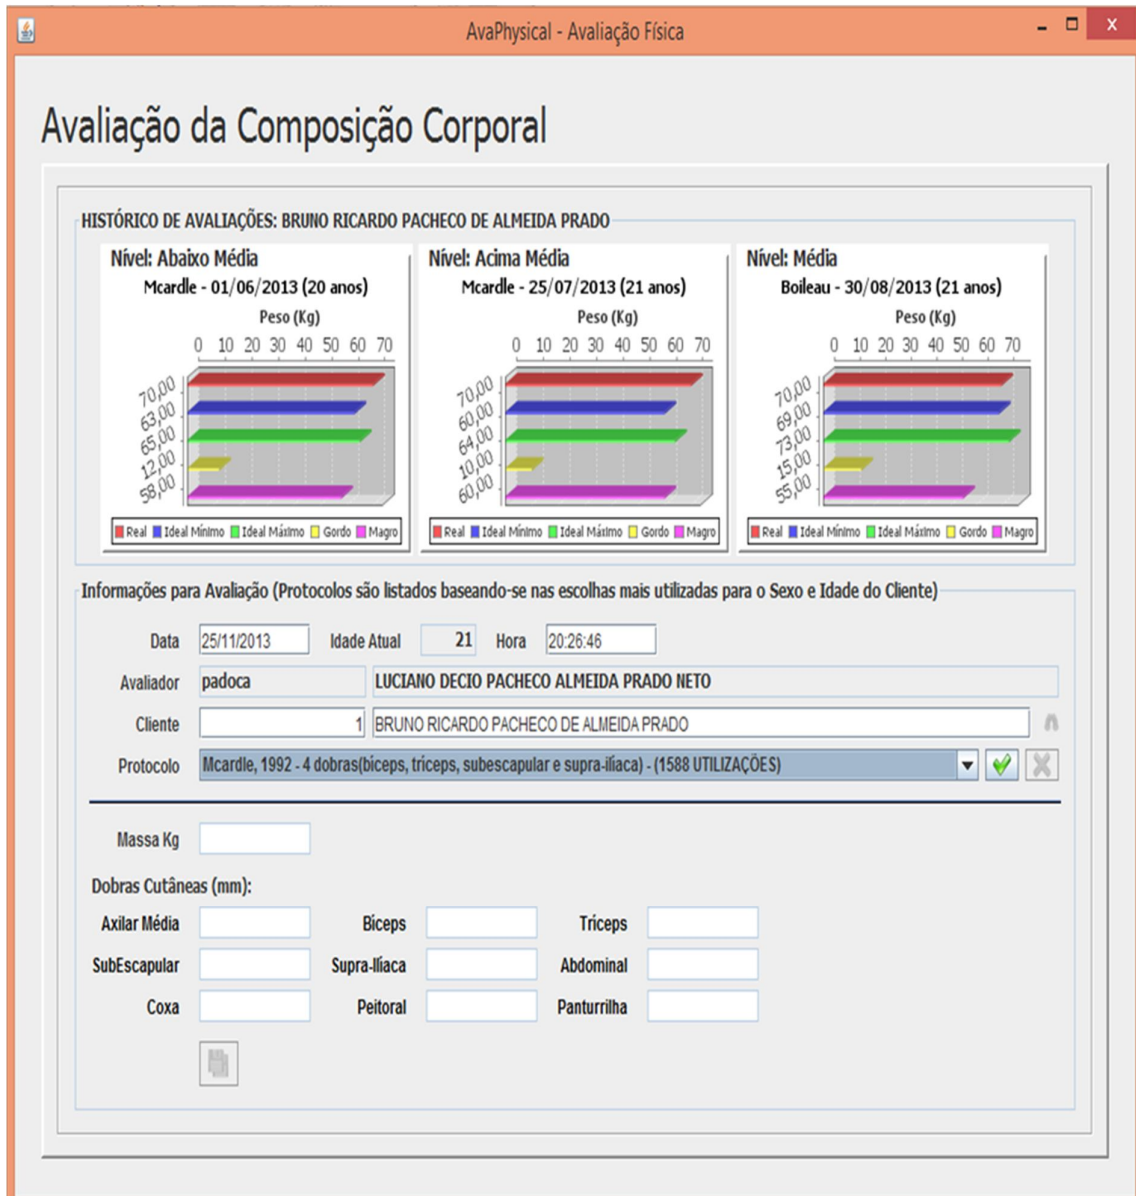 AvaPhysical - Avaliação Física
Avaliação da Composição Corporal
HISTÓRICO DE AVALIAÇÕES: BRUNO RICARDO PACHECO DE ALMEIDA PRADO
Nível: Abaixo Média
Mcardle - 01/06/2013 (20 anos)
Peso (Kg)
0 10 20 30 40 50 60 70
70,00
63,00
65,00
12,00
58,00
Real Ideal Mínimo Ideal Máximo Gordo Magro
Nível: Acima Média
Mcardle - 25/07/2013 (21 anos)
Peso (Kg)
0 10 20 30 40 50 60 70
70,00
60,00
64,00
10,00
60,00
Real Ideal Mínimo Ideal Máximo Gordo Magro
Nível: Média
Boileau - 30/08/2013 (21 anos)
Peso (Kg)
0 10 20 30 40 50 60 70
70,00
69,00
73,00
15,00
55,00
Real Ideal Mínimo Ideal Máximo Gordo Magro
Informações para Avaliação (Protocolos são listados baseando-se nas escolhas mais utilizadas para o Sexo e Idade do Cliente)
Data 25/11/2013 Idade Atual 21 Hora 20:26:46
Avaliador padoca LUCIANO DECIO PACHECO ALMEIDA PRADO NETO
Cliente 1 BRUNO RICARDO PACHECO DE ALMEIDA PRADO
Protocolo Mcardle, 1992 - 4 dobras(bíceps, tríceps, subescapular e supra-ilíaca) - (1588 UTILIZAÇÕES)
Massa Kg
Dobras Cutâneas (mm):
Axilar Média Bíceps Tríceps
SubEscapular Supra-Ilíaca Abdominal
Coxa Peitoral Panturrilha